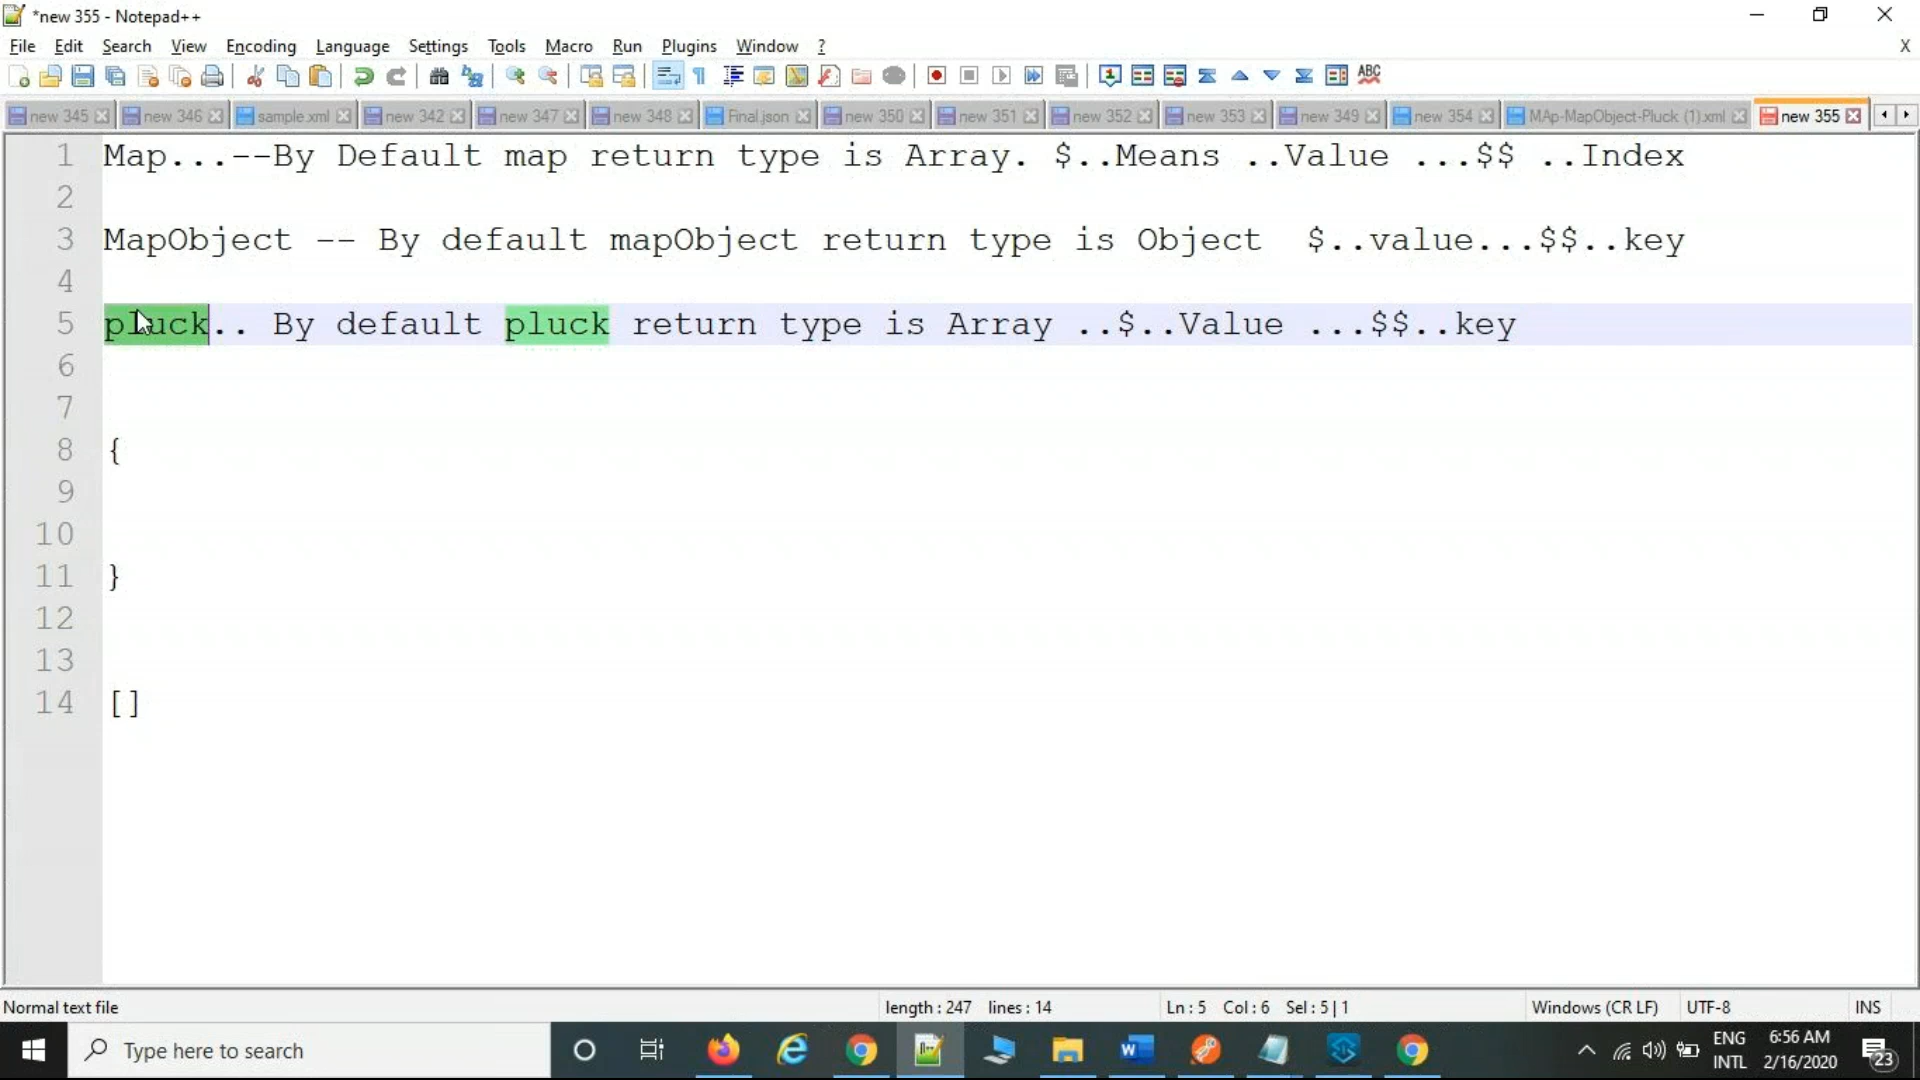 *new 355 - Notepad++
File Edit Search View Encoding Language Settings Tools Macro Run Plugins Window ? X
ABC
new 345 new 346 sample.xml new 342 new 347 new 348 Final.json new 350 new 351 new 352 new 353 new 349 new 354 MAp-MapObject-Pluck (1).xml new 355
1 Map...--By Default map return type is Array. $..Means ..Value ...$$ ..Index
2
3 MapObject -- By default mapObject return type is Object $..value...$$..key
4
5 pluck.. By default pluck return type is Array ..$..Value ...$$..key
6
7
8 {
9
10
11 }
12
13
14 []
Normal text file length : 247 lines : 14 Ln : 5 Col : 6 Sel : 5 | 1 Windows (CR LF) UTF-8 INS
Type here to search
ENG 6:56 AM
INTL 2/16/2020
23